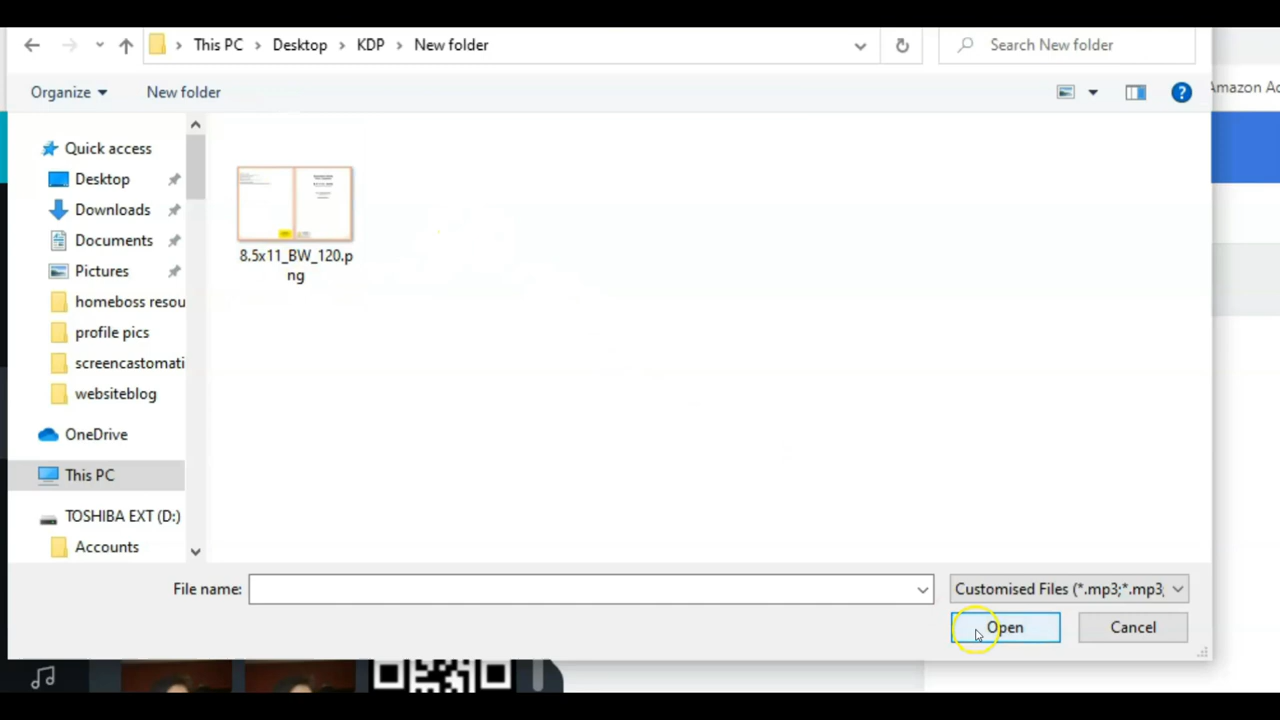 This PC
Desktop
KDP
New folder
Search New folder
Organize
New folder
Amazon Ac
Quick access
Desktop
Downloads
Documents
Pictures
homeboss resou
profile pics
screencastomati
websiteblog
OneDrive
This PC
TOSHIBA EXT (D:)
Accounts
8.5x11_BW_120.p
ng
File name:
Customised Files (*.mp3;*.mp3,
Open
Cancel